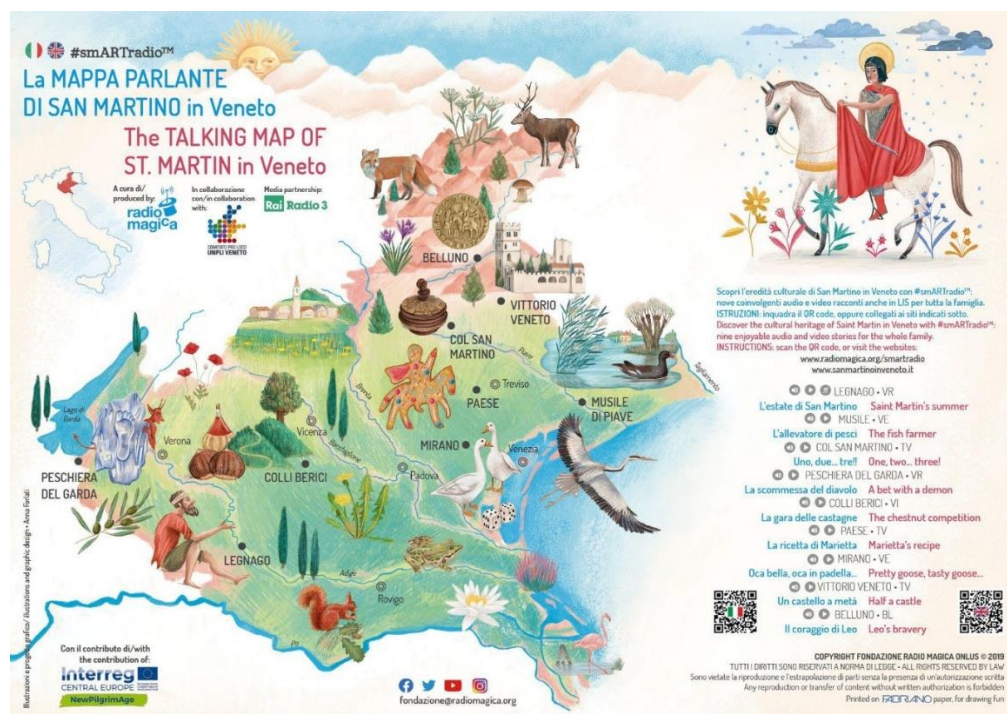 #smARTradio™
La MAPPA PARLANTE
DI SAN MARTINO in Veneto
The TALKING MAP OF
ST. MARTIN in Veneto
A cura di/
produced by:
radio
magica
In collaborazione
con/in collaboration
with:
COMITATO PRO LOCO
UNPLI VENETO
Media partnership:
Rai Radio 3
BELLUNO
VITTORIO
VENETO
COL SAN
MARTINO
Piave
Tagliamento
Treviso
PAESE
MUSILE
DI PIAVE
Brenta
Lago di
Garda
Verona
Vicenza
Bacchiglione
MIRANO
Venezia
Padova
PESCHIERA
DEL GARDA
COLLI BERICI
LEGNAGO
Adige
Rovigo
Po
Scopri l'eredità culturale di San Martino in Veneto con #smARTradio™:
nove coinvolgenti audio e video racconti anche in LIS per tutta la famiglia.
ISTRUZIONI: inquadra il QR code, oppure collegati ai siti indicati sotto.
Discover the cultural heritage of Saint Martin in Veneto with #smARTradio™:
nine enjoyable audio and video stories for the whole family.
INSTRUCTIONS: scan the QR code, or visit the websites:
www.radiomagica.org/smartradio
www.sanmartinoinveneto.it
LEGNAGO • VR
L'estate di San Martino Saint Martin's summer
MUSILE • VE
L'allevatore di pesci The fish farmer
COL SAN MARTINO • TV
Uno, due... tre!! One, two... three!
PESCHIERA DEL GARDA • VR
La scommessa del diavolo A bet with a demon
COLLI BERICI • VI
La gara delle castagne The chestnut competition
PAESE • TV
La ricetta di Marietta Marietta's recipe
MIRANO • VE
Oca bella, oca in padella... Pretty goose, tasty goose...
VITTORIO VENETO • TV
Un castello a metà Half a castle
BELLUNO • BL
Il coraggio di Leo Leo's bravery
Illustrazioni e progetto grafico/ illustrations and graphic design • Anna Forlati
Con il contributo di/with
the contribution of:
Interreg
CENTRAL EUROPE
NewPilgrimAge
fondazione@radiomagica.org
COPYRIGHT FONDAZIONE RADIO MAGICA ONLUS © 2019
TUTTI I DIRITTI SONO RISERVATI A NORMA DI LEGGE • ALL RIGHTS RESERVED BY LAW
Sono vietate la riproduzione e l'estrapolazione di parti senza la presenza di un'autorizzazione scritta
Any reproduction or transfer of content without written authorization is forbidden
Printed on FABRIANO paper, for drawing fun